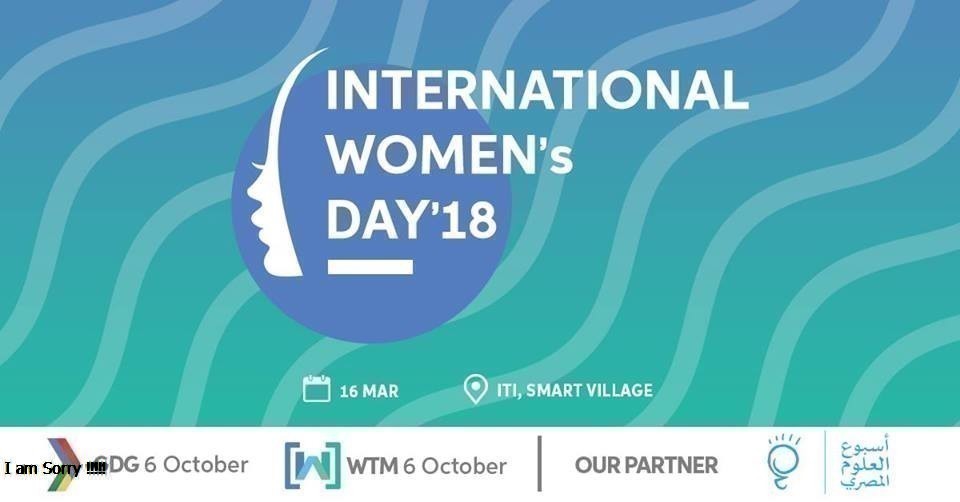 INTERNATIONAL
WOMEN's
DAY'18
16 MAR
ITI, SMART VILLAGE
I am Sorry !!!!!
GDG 6 October
WTM 6 October
OUR PARTNER
أسبوع
العلوم
المصري